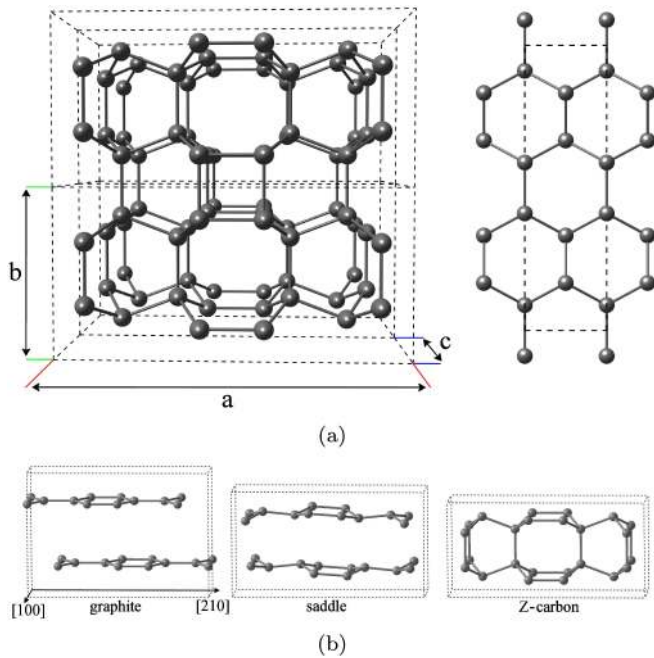 b
c
a
(a)
[100]
graphite
[210]
saddle
Z-carbon
(b)